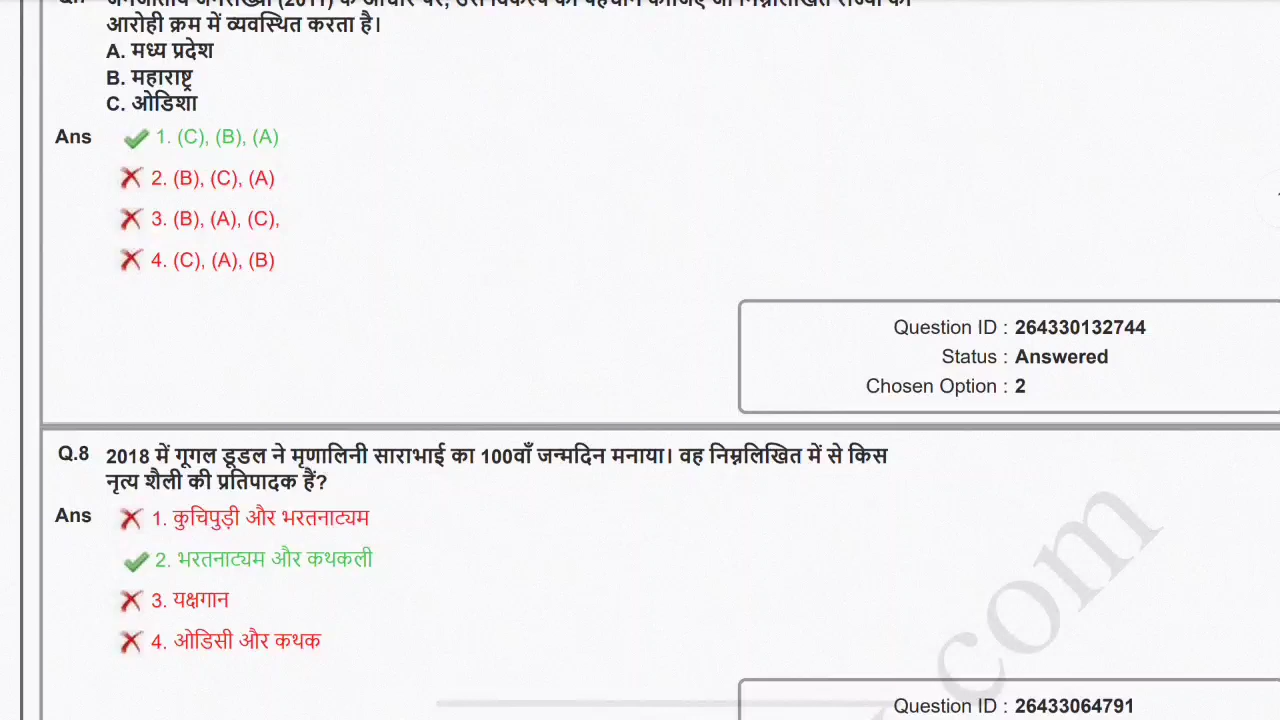 आरोही क्रम में व्यवस्थित करता है।
A. मध्य प्रदेश
B. महाराष्ट्र
C. ओडिशा
Ans 1. (C), (B), (A)
2. (B), (C), (A)
3. (B), (A), (C),
4. (C), (A), (B)
Question ID : 264330132744
Status : Answered
Chosen Option : 2
Q.8 2018 में गूगल डूडल ने मृणालिनी साराभाई का 100वाँ जन्मदिन मनाया। वह निम्नलिखित में से किस
नृत्य शैली की प्रतिपादक हैं?
Ans 1. कुचिपुड़ी और भरतनाट्यम
2. भरतनाट्यम और कथकली
3. यक्षगान
4. ओडिसी और कथक
com
Question ID : 26433064791